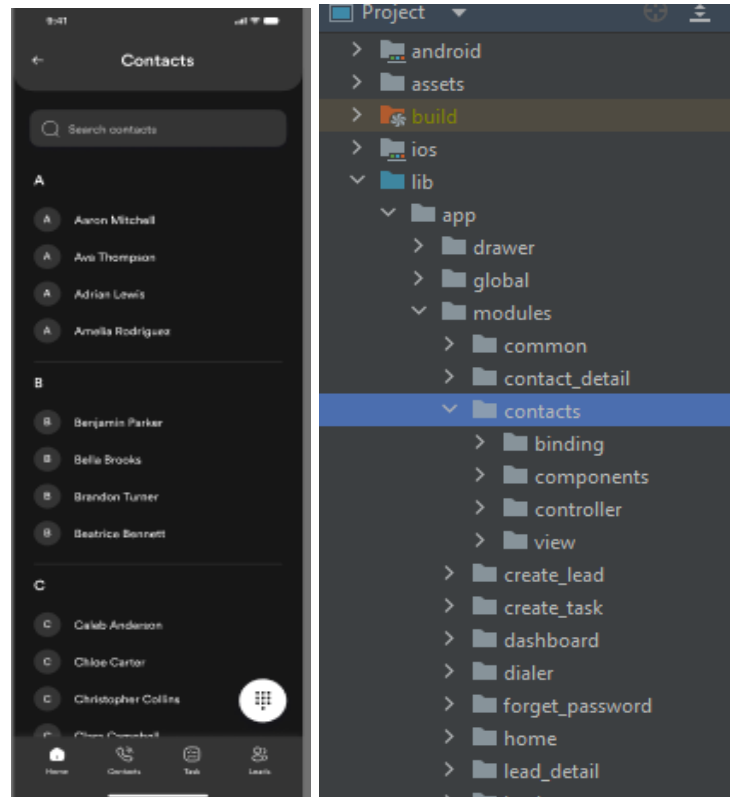 9:41
Contacts
Search contacts
A
A Aaron Mitchell
A Ava Thompson
A Adrian Lewis
A Amelia Rodriguez
B
B Benjamin Parker
B Bella Brooks
B Brandon Turner
B Beatrice Bennett
C
C Caleb Anderson
C Chloe Carter
C Christopher Collins
C Clara Campbell
Home Contacts Task Leads
Project
android
assets
build
ios
lib
app
drawer
global
modules
common
contact_detail
contacts
binding
components
controller
view
create_lead
create_task
dashboard
dialer
forget_password
home
lead_detail